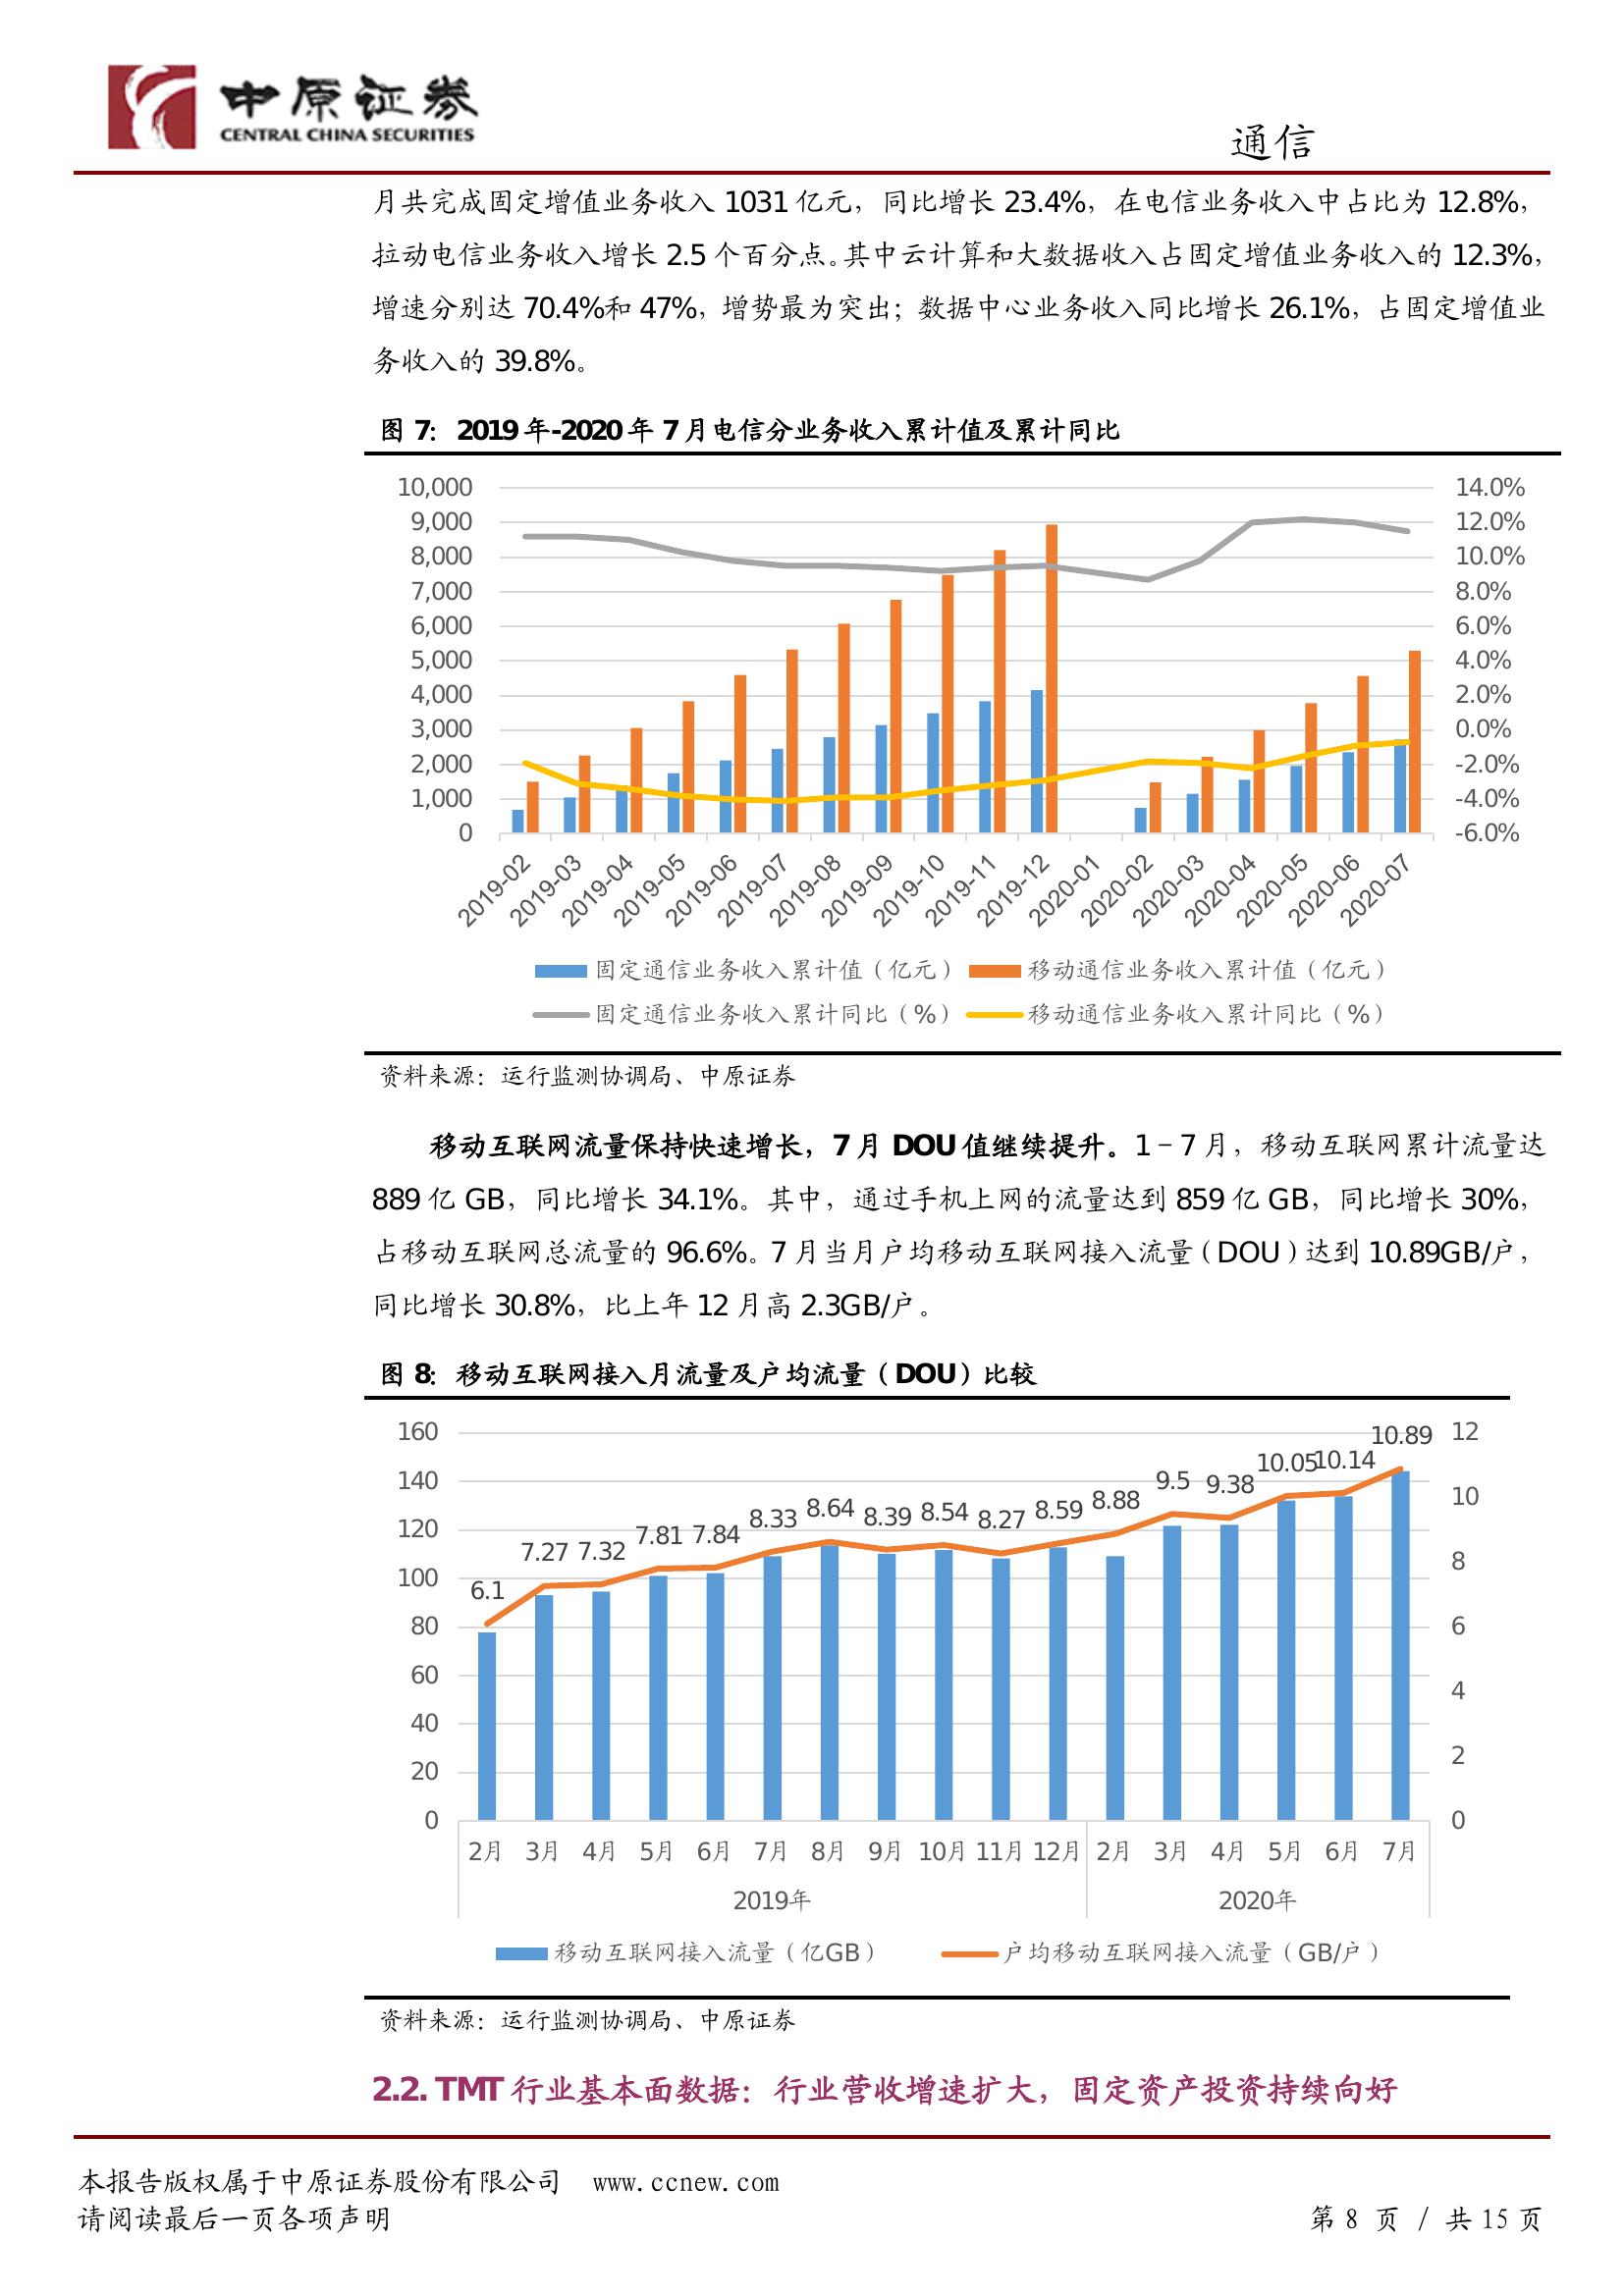 中原证券
CENTRAL CHINA SECURITIES
通信
月共完成固定增值业务收入 1031 亿元，同比增长 23.4%，在电信业务收入中占比为 12.8%，
拉动电信业务收入增长 2.5 个百分点。其中云计算和大数据收入占固定增值业务收入的 12.3%，
增速分别达 70.4%和 47%，增势最为突出；数据中心业务收入同比增长 26.1%，占固定增值业
务收入的 39.8%。
图 7：2019 年-2020 年 7 月电信分业务收入累计值及累计同比
10,000 14.0%
9,000 12.0%
8,000 10.0%
7,000 8.0%
6,000 6.0%
5,000 4.0%
4,000 2.0%
3,000 0.0%
2,000 -2.0%
1,000 -4.0%
0 -6.0%
2019-02 2019-03 2019-04 2019-05 2019-06 2019-07 2019-08 2019-09 2019-10 2019-11 2019-12 2020-01 2020-02 2020-03 2020-04 2020-05 2020-06 2020-07
固定通信业务收入累计值（亿元） 移动通信业务收入累计值（亿元）
固定通信业务收入累计同比（%） 移动通信业务收入累计同比（%）
资料来源：运行监测协调局、中原证券
移动互联网流量保持快速增长，7 月 DOU 值继续提升。1－7 月，移动互联网累计流量达
889 亿 GB，同比增长 34.1%。其中，通过手机上网的流量达到 859 亿 GB，同比增长 30%，
占移动互联网总流量的 96.6%。7 月当月户均移动互联网接入流量（DOU）达到 10.89GB/户，
同比增长 30.8%，比上年 12 月高 2.3GB/户。
图 8：移动互联网接入月流量及户均流量（DOU）比较
160 12
140 10
120
100 8
80 6
60
40 4
20 2
0 0
6.1 7.27 7.32 7.81 7.84 8.33 8.64 8.39 8.54 8.27 8.59 8.88 9.5 9.38 10.05 10.14 10.89
2月 3月 4月 5月 6月 7月 8月 9月 10月 11月 12月 2月 3月 4月 5月 6月 7月
2019年 2020年
移动互联网接入流量（亿GB） 户均移动互联网接入流量（GB/户）
资料来源：运行监测协调局、中原证券
2.2. TMT 行业基本面数据：行业营收增速扩大，固定资产投资持续向好
本报告版权属于中原证券股份有限公司 www.ccnew.com
请阅读最后一页各项声明 第 8 页 / 共 15 页